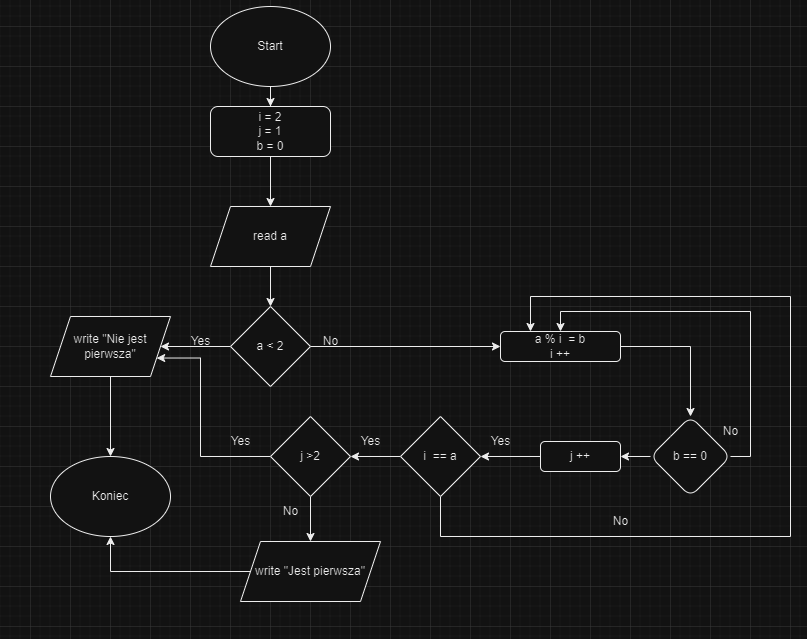 Start
i = 2
j = 1
b = 0
read a
a < 2
Yes
No
write "Nie jest
pierwsza"
a % i  = b
i ++
b == 0
No
j ++
Yes
i  == a
No
Yes
j >2
Yes
No
write "Jest pierwsza"
Koniec